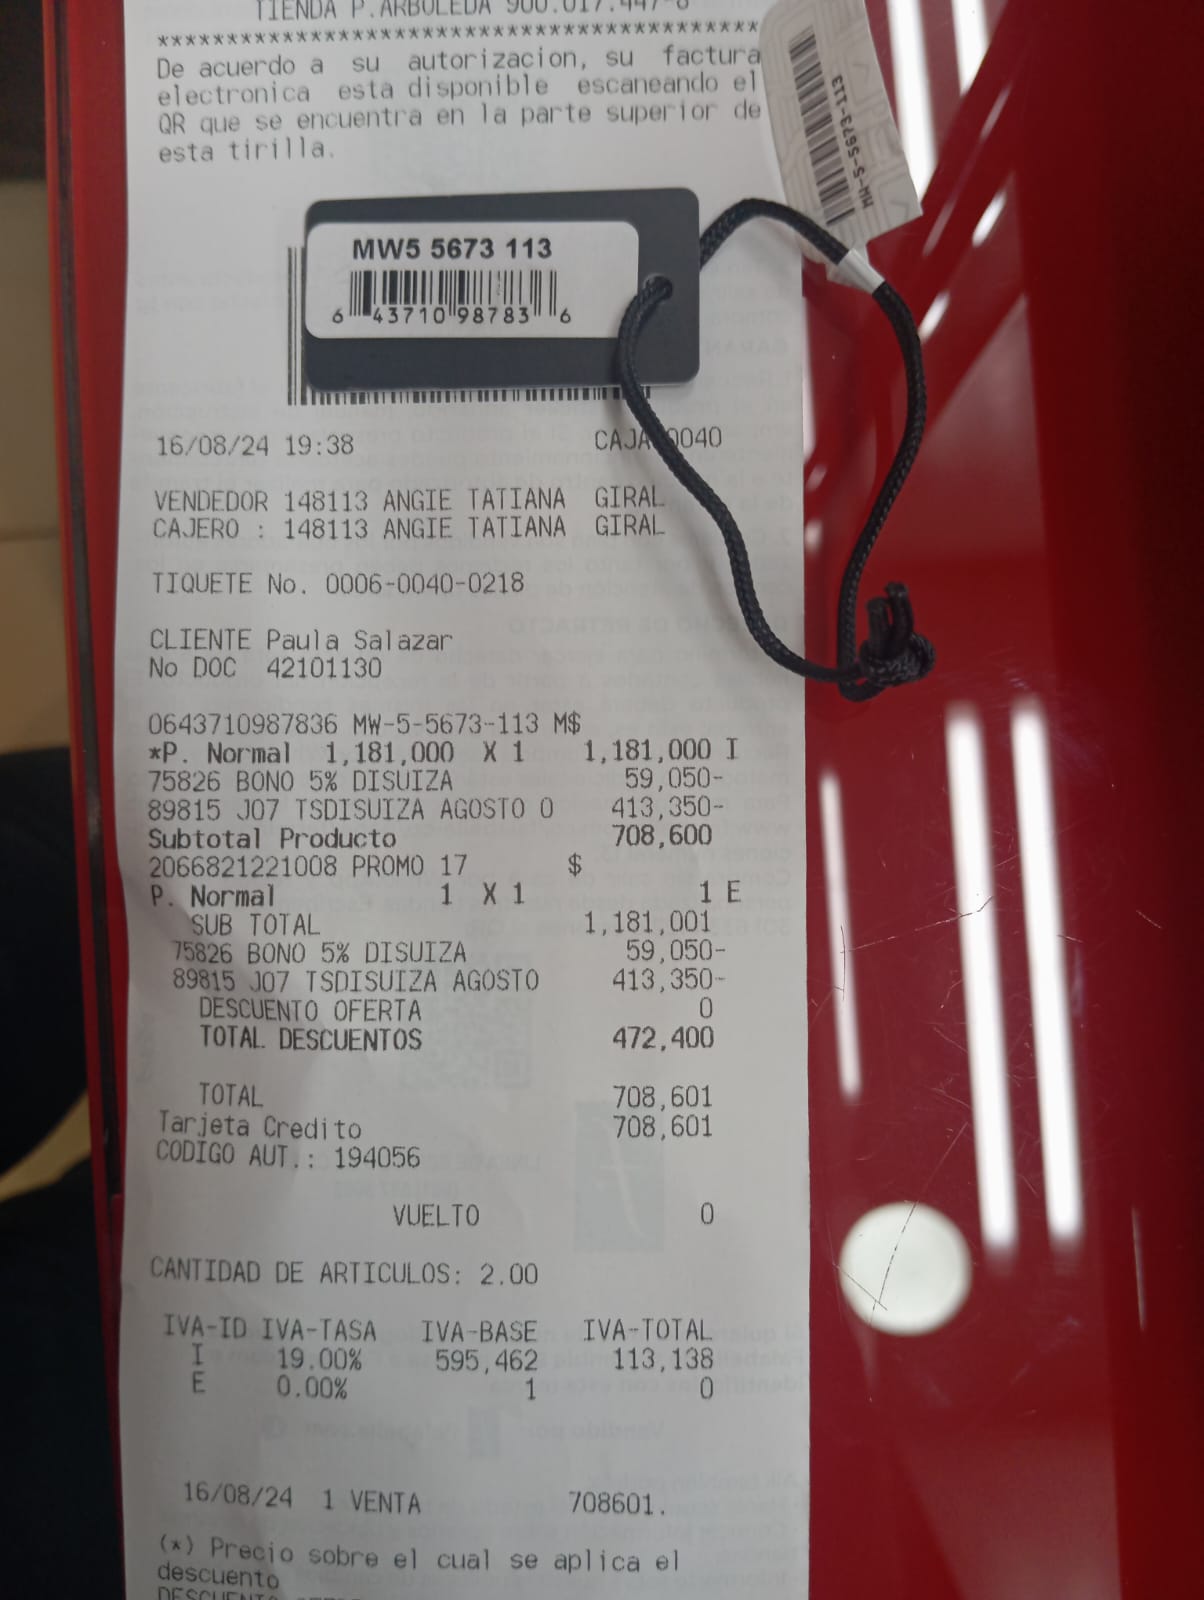 TIENDA P.ARBOLEDA 900.017.447-8
*******************************************
De acuerdo a su autorizacion, su factura
electronica esta disponible escaneando el
QR que se encuentra en la parte superior de
esta tirilla.
MW-5-5673-113
MW5 5673 113
6 43710 98783 6
16/08/24 19:38 CAJA 0040
VENDEDOR 148113 ANGIE TATIANA GIRAL
CAJERO : 148113 ANGIE TATIANA GIRAL
TIQUETE No. 0006-0040-0218
CLIENTE Paula Salazar
No DOC 42101130
0643710987836 MW-5-5673-113 M$
*P. Normal 1,181,000 X 1 1,181,000 I
75826 BONO 5% DISUIZA 59,050-
89815 J07 TSDISUIZA AGOSTO 0 413,350-
Subtotal Producto 708,600
2066821221008 PROMO 17 $
P. Normal 1 X 1 1 E
SUB TOTAL 1,181,001
75826 BONO 5% DISUIZA 59,050-
89815 J07 TSDISUIZA AGOSTO 413,350-
DESCUENTO OFERTA 0
TOTAL DESCUENTOS 472,400
TOTAL 708,601
Tarjeta Credito 708,601
CODIGO AUT.: 194056
VUELTO 0
CANTIDAD DE ARTICULOS: 2.00
IVA-ID IVA-TASA IVA-BASE IVA-TOTAL
I 19.00% 595,462 113,138
E 0.00% 1 0
16/08/24 1 VENTA 708601.
(*) Precio sobre el cual se aplica el
descuento